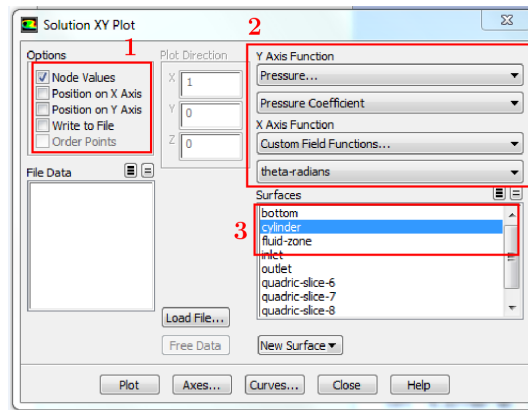 Solution XY Plot
1
2
Options
Node Values
Position on X Axis
Position on Y Axis
Write to File
Order Points
Plot Direction
X 1
Y 0
Z 0
Y Axis Function
Pressure...
Pressure Coefficient
X Axis Function
Custom Field Functions...
theta-radians
File Data
Surfaces
3
bottom
cylinder
fluid-zone
inlet
outlet
quadric-slice-6
quadric-slice-7
quadric-slice-8
Load File...
Free Data
New Surface
Plot
Axes...
Curves...
Close
Help